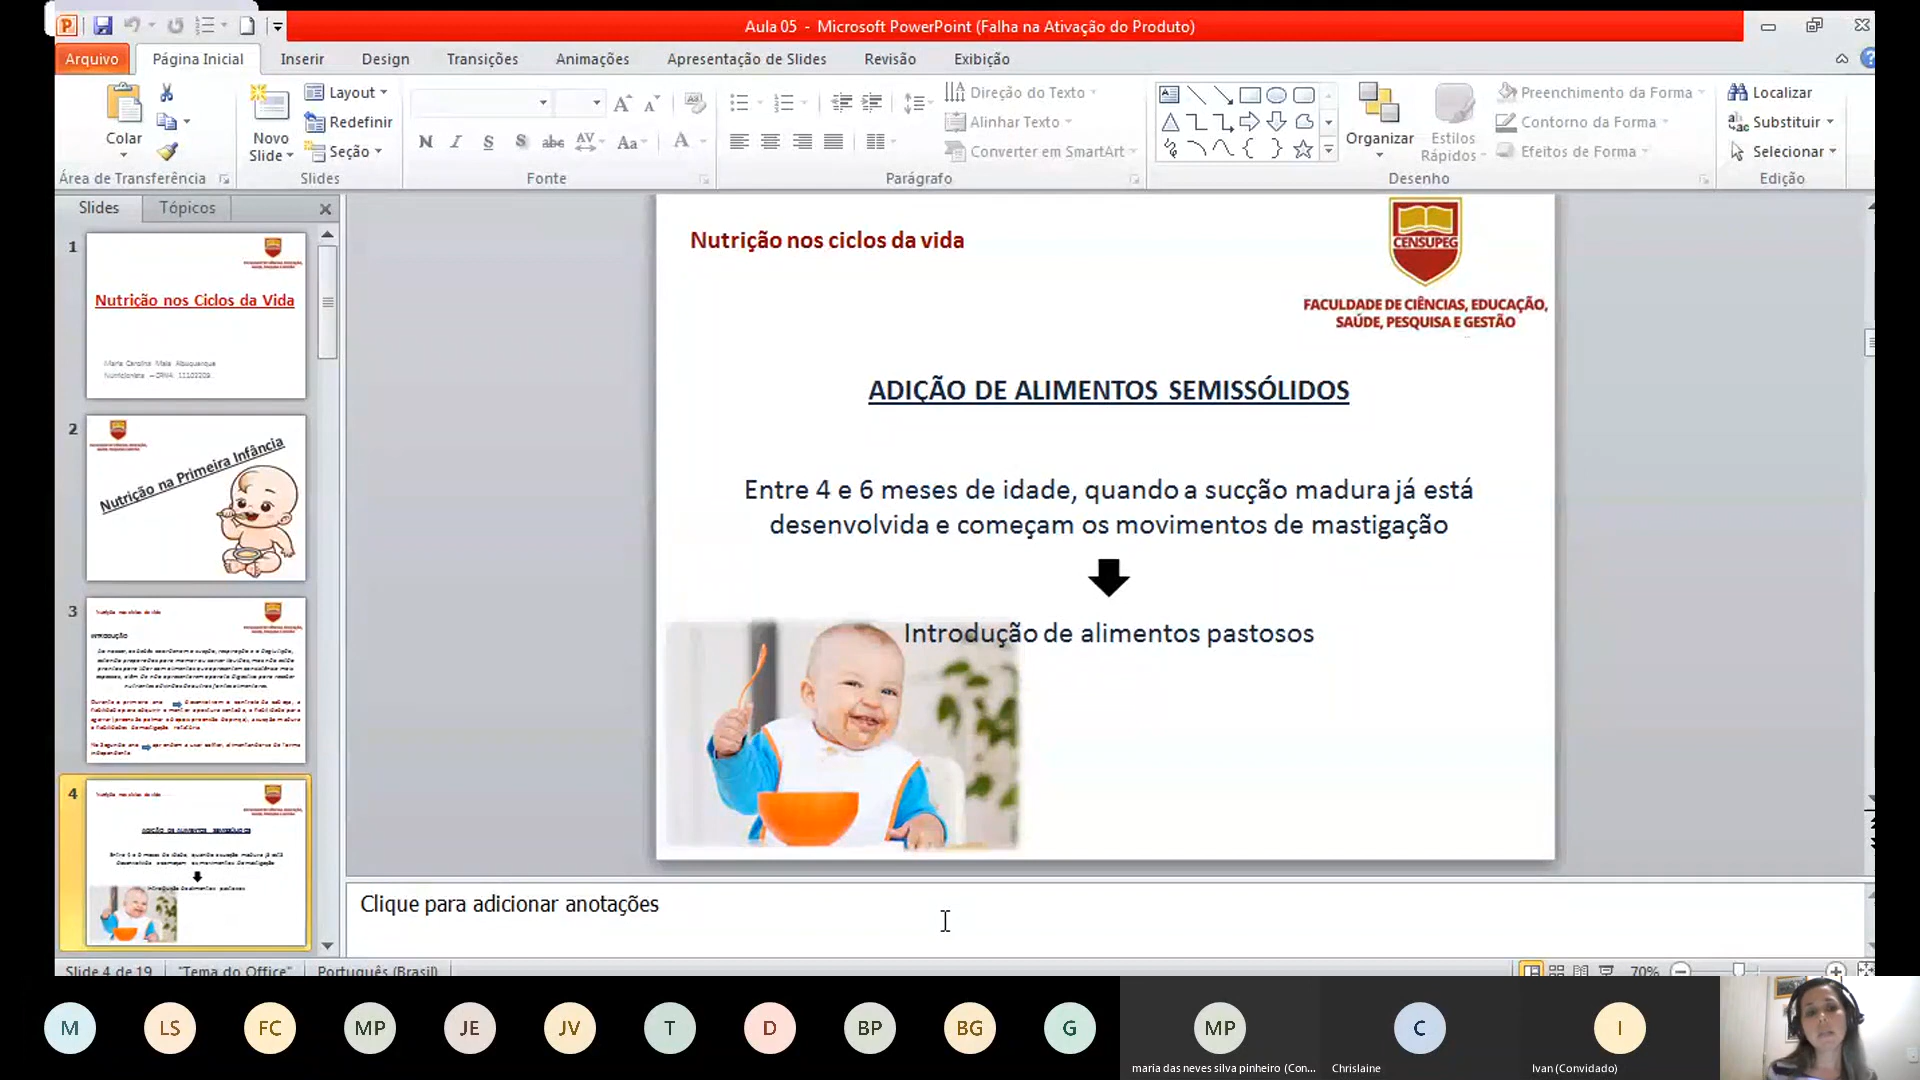 Aula 05 - Microsoft PowerPoint (Falha na Ativação do Produto)
Arquivo
Página Inicial
Inserir
Design
Transições
Animações
Apresentação de Slides
Revisão
Exibição
Colar
Novo Slide
Layout
Redefinir
Seção
Direção do Texto
Alinhar Texto
Converter em SmartArt
Organizar
Estilos Rápidos
Preenchimento da Forma
Contorno da Forma
Efeitos de Forma
Localizar
Substituir
Selecionar
Área de Transferência
Slides
Fonte
Parágrafo
Desenho
Edição
Slides
Tópicos
1
Nutrição nos Ciclos da Vida
2
Nutrição na Primeira Infância
3
INTRODUÇÃO
4
Nutrição nos ciclos da vida
CENSUPEG
FACULDADE DE CIÊNCIAS, EDUCAÇÃO,
SAÚDE, PESQUISA E GESTÃO
ADIÇÃO DE ALIMENTOS SEMISSÓLIDOS
Entre 4 e 6 meses de idade, quando a sucção madura já está
desenvolvida e começam os movimentos de mastigação
Introdução de alimentos pastosos
Clique para adicionar anotações
Slide 4 de 19
"Tema do Office"
Português (Brasil)
70%
M
LS
FC
MP
JE
JV
T
D
BP
BG
G
MP
C
I
maria das neves silva pinheiro (Con...
Chrislaine
Ivan (Convidado)